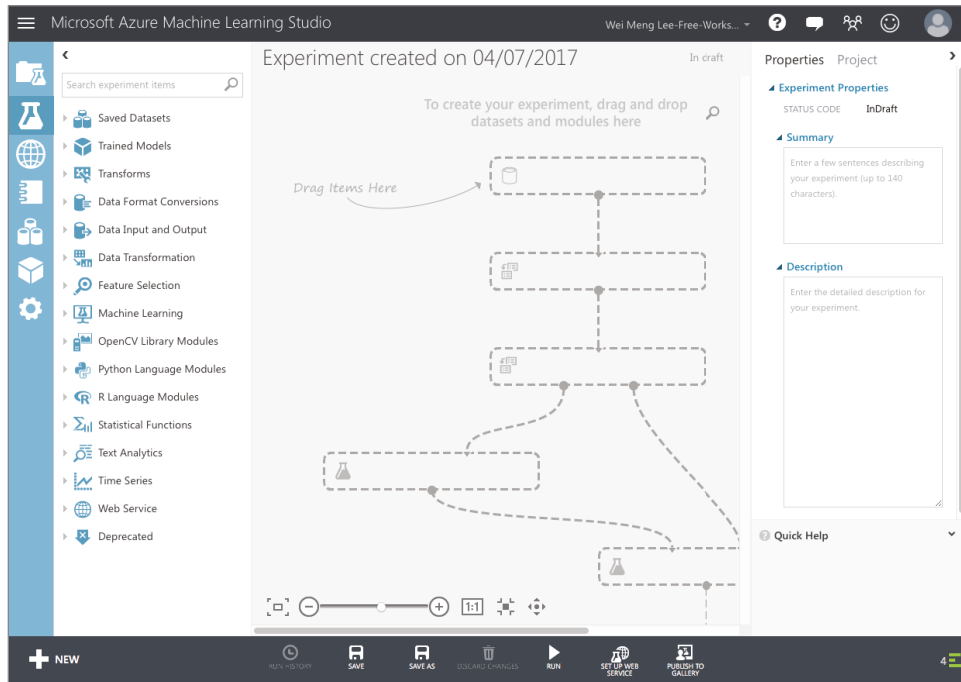 Microsoft Azure Machine Learning Studio
Wei Meng Lee-Free-Works...
Search experiment items
Saved Datasets
Trained Models
Transforms
Data Format Conversions
Data Input and Output
Data Transformation
Feature Selection
Machine Learning
OpenCV Library Modules
Python Language Modules
R Language Modules
Statistical Functions
Text Analytics
Time Series
Web Service
Deprecated
Experiment created on 04/07/2017
In draft
To create your experiment, drag and drop
datasets and modules here
Drag Items Here
1:1
Properties Project
Experiment Properties
STATUS CODE InDraft
Summary
Enter a few sentences describing
your experiment (up to 140
characters).
Description
Enter the detailed description for
your experiment.
Quick Help
NEW
RUN HISTORY
SAVE
SAVE AS
DISCARD CHANGES
RUN
SET UP WEB
SERVICE
PUBLISH TO
GALLERY
4